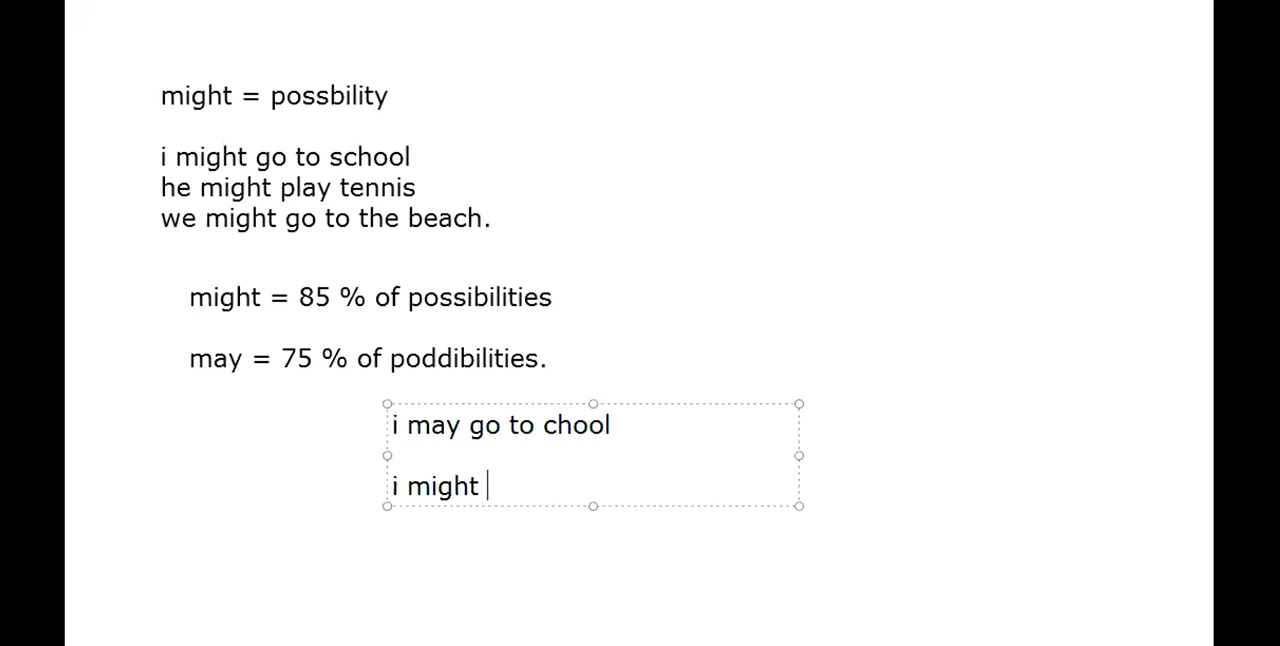 might = possbility
i might go to school
he might play tennis
we might go to the beach.
might = 85 % of possibilities
may = 75 % of poddibilities.
i may go to chool
i might